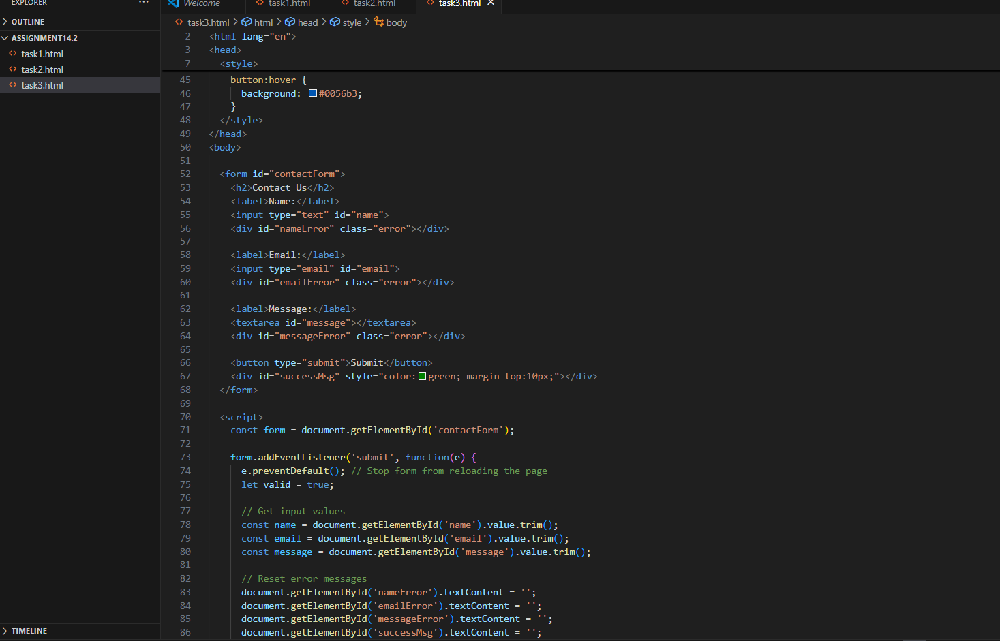 EXPLORER ...
Welcome task1.html task2.html task3.html
OUTLINE
task3.html > html > head > style > body
ASSIGNMENT14.2
task1.html
task2.html
task3.html
2 <html lang="en">
3 <head>
7 <style>
45 button:hover {
46 background: #0056b3;
47 }
48 </style>
49 </head>
50 <body>
51
52 <form id="contactForm">
53 <h2>Contact Us</h2>
54 <label>Name:</label>
55 <input type="text" id="name">
56 <div id="nameError" class="error"></div>
57
58 <label>Email:</label>
59 <input type="email" id="email">
60 <div id="emailError" class="error"></div>
61
62 <label>Message:</label>
63 <textarea id="message"></textarea>
64 <div id="messageError" class="error"></div>
65
66 <button type="submit">Submit</button>
67 <div id="successMsg" style="color:green; margin-top:10px;"></div>
68 </form>
69
70 <script>
71 const form = document.getElementById('contactForm');
72
73 form.addEventListener('submit', function(e) {
74 e.preventDefault(); // Stop form from reloading the page
75 let valid = true;
76
77 // Get input values
78 const name = document.getElementById('name').value.trim();
79 const email = document.getElementById('email').value.trim();
80 const message = document.getElementById('message').value.trim();
81
82 // Reset error messages
83 document.getElementById('nameError').textContent = '';
84 document.getElementById('emailError').textContent = '';
85 document.getElementById('messageError').textContent = '';
86 document.getElementById('successMsg').textContent = '';
TIMELINE